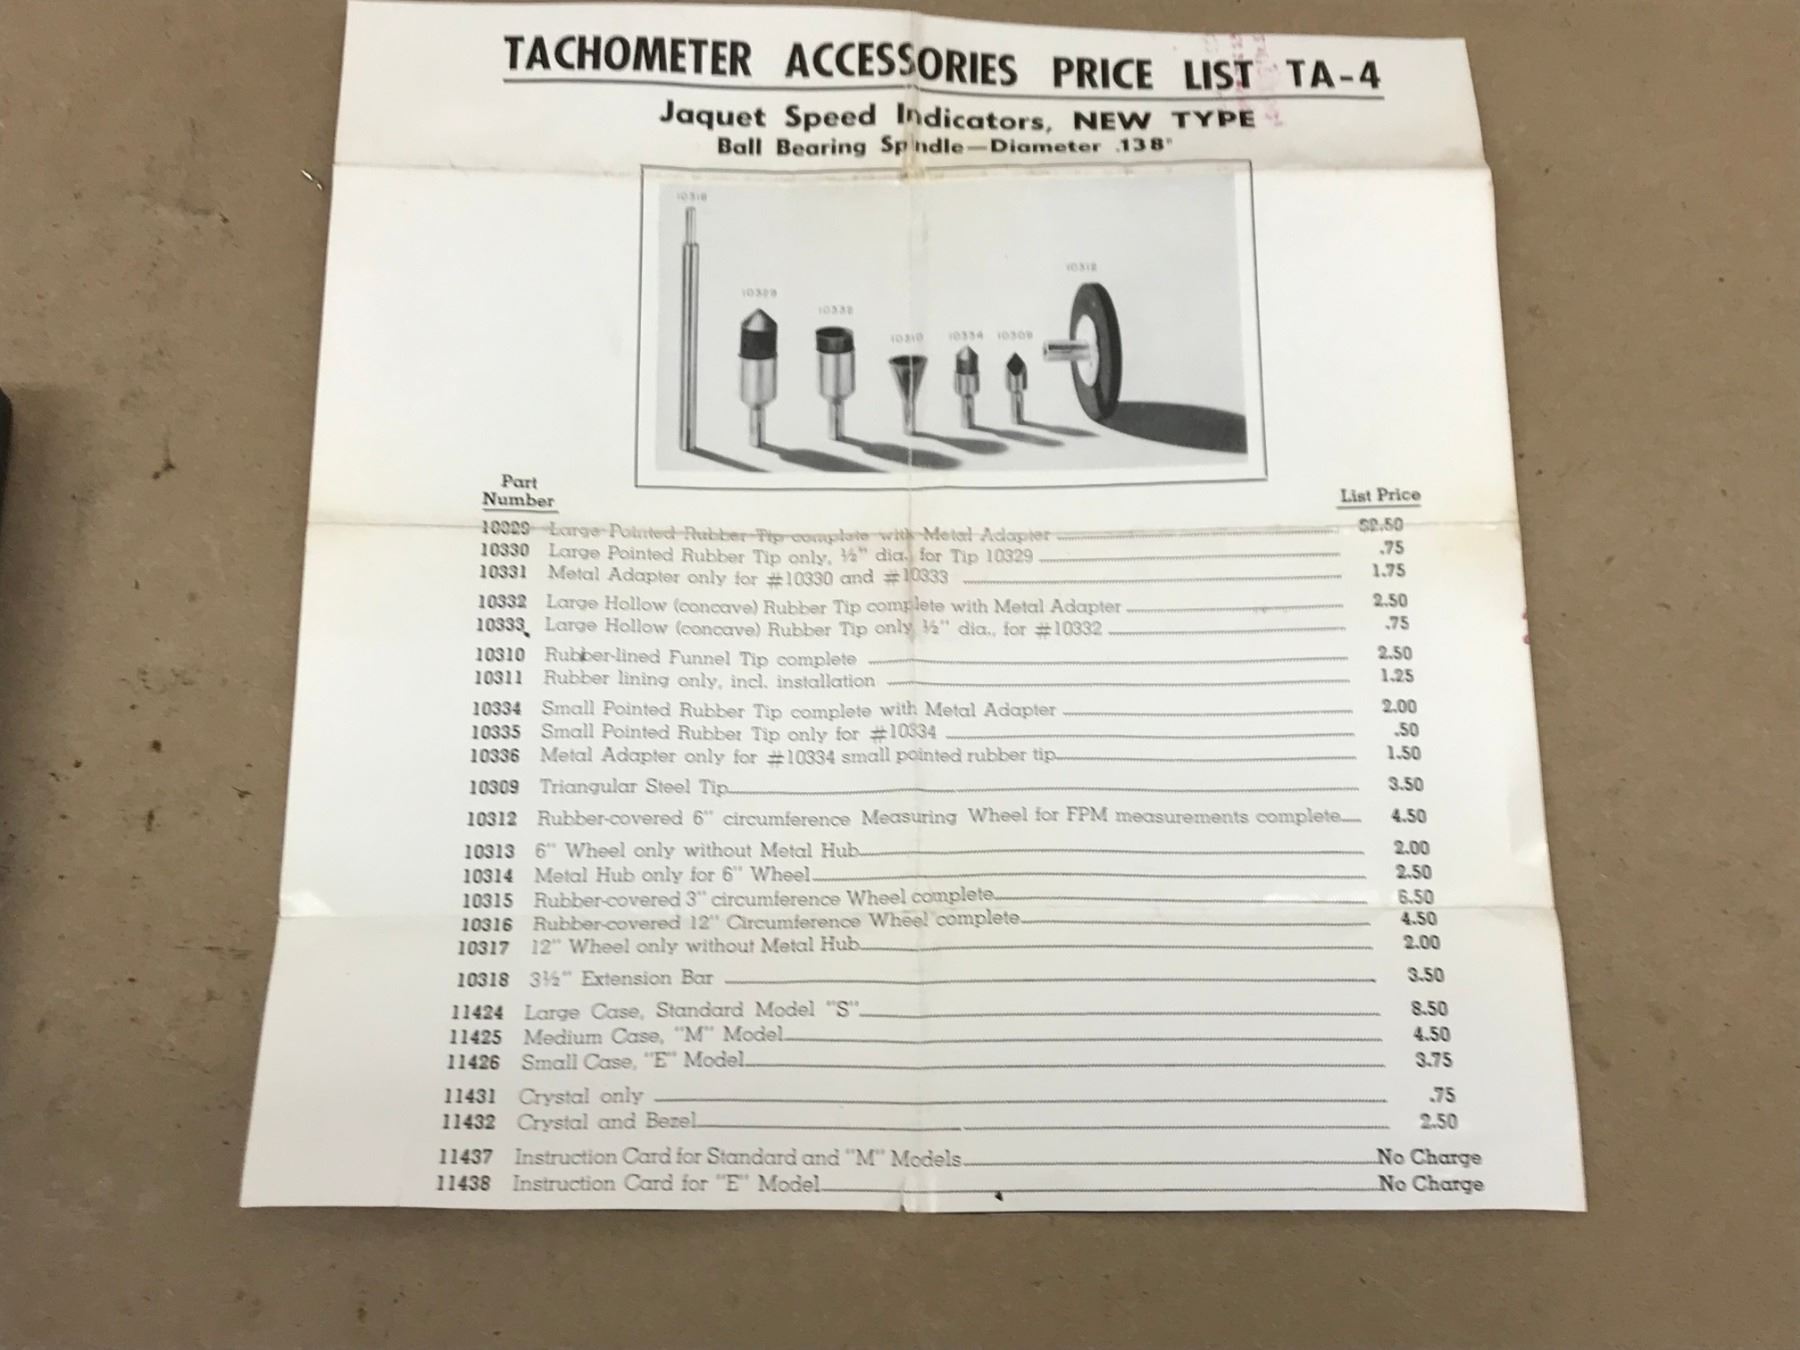 TACHOMETER ACCESSORIES PRICE LIST TA-4
Jaquet Speed Indicators, NEW TYPE
Ball Bearing Spindle—Diameter .138"
10318
10329
10332
10310
10334
10309
10312
Part
Number
List Price
10329 Large Pointed Rubber Tip complete with Metal Adapter $2.50
10330 Large Pointed Rubber Tip only, ½" dia. for Tip 10329 .75
10331 Metal Adapter only for #10330 and #10333 1.75
10332 Large Hollow (concave) Rubber Tip complete with Metal Adapter 2.50
10333 Large Hollow (concave) Rubber Tip only, ½" dia., for #10332 .75
10310 Rubber-lined Funnel Tip complete 2.50
10311 Rubber lining only, incl. installation 1.25
10334 Small Pointed Rubber Tip complete with Metal Adapter 2.00
10335 Small Pointed Rubber Tip only for #10334 .50
10336 Metal Adapter only for #10334 small pointed rubber tip 1.50
10309 Triangular Steel Tip 3.50
10312 Rubber-covered 6" circumference Measuring Wheel for FPM measurements complete 4.50
10313 6" Wheel only without Metal Hub 2.00
10314 Metal Hub only for 6" Wheel 2.50
10315 Rubber-covered 3" circumference Wheel complete 6.50
10316 Rubber-covered 12" Circumference Wheel complete 4.50
10317 12" Wheel only without Metal Hub 2.00
10318 3½" Extension Bar 3.50
11424 Large Case, Standard Model "S" 8.50
11425 Medium Case, "M" Model 4.50
11426 Small Case, "E" Model 3.75
11431 Crystal only .75
11432 Crystal and Bezel 2.50
11437 Instruction Card for Standard and "M" Models No Charge
11438 Instruction Card for "E" Model No Charge